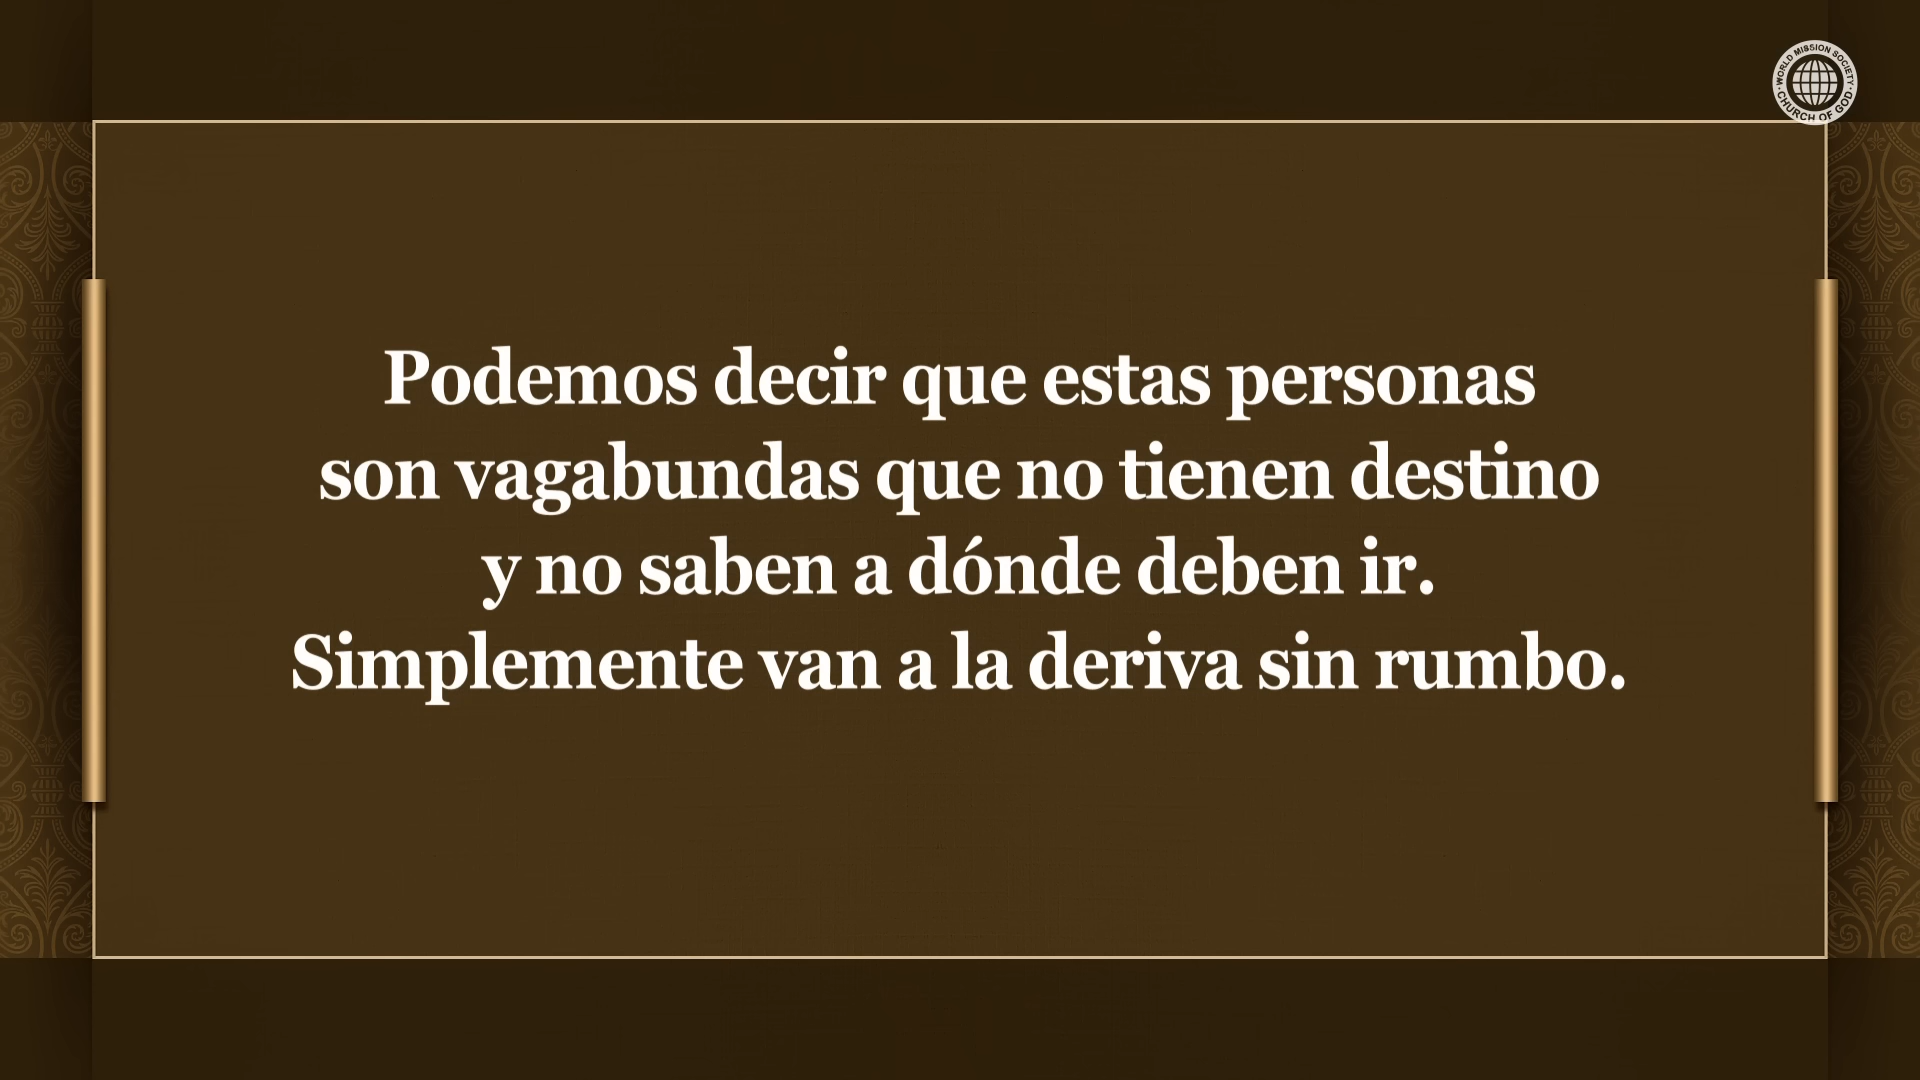 WORLD MISSION SOCIETY
CHURCH OF GOD
Podemos decir que estas personas
son vagabundas que no tienen destino
y no saben a dónde deben ir.
Simplemente van a la deriva sin rumbo.